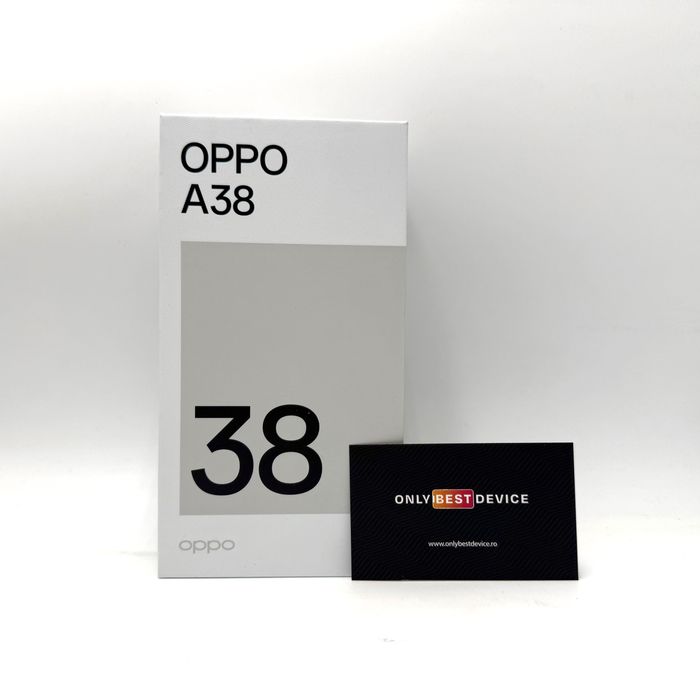 OPPO
A38
38
oppo
ONLY BEST DEVICE
www.onlybestdevice.ro